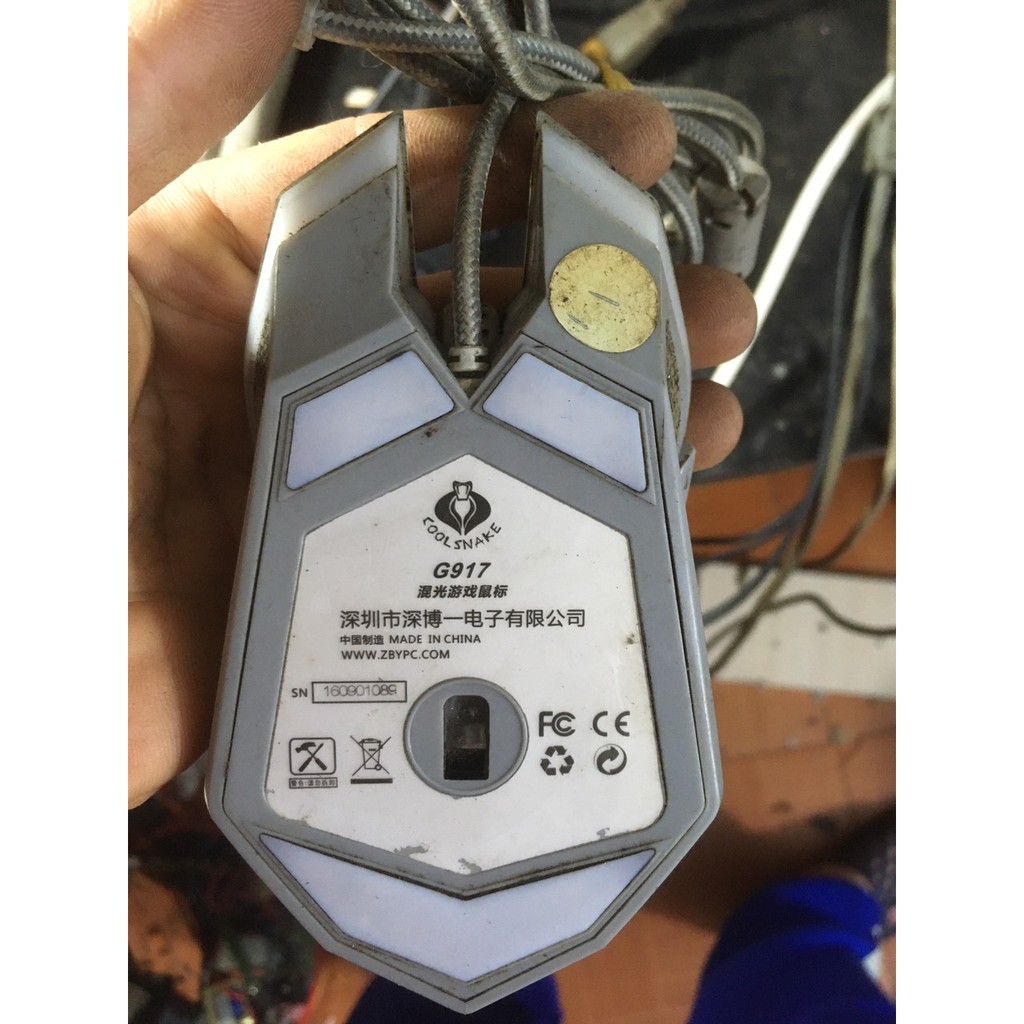 COOLSNAKE
G917
混光游戏鼠标
深圳市深博一电子有限公司
中国制造 MADE IN CHINA
WWW.ZBYPC.COM
SN 160901089
FC CE